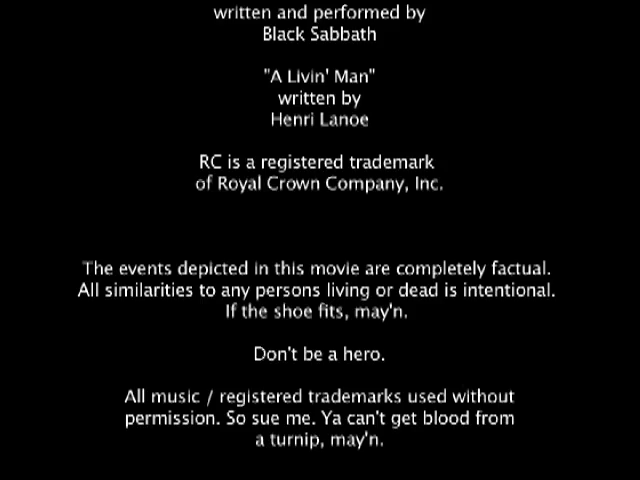 written and performed by
Black Sabbath
"A Livin' Man"
written by
Henri Lanoe
RC is a registered trademark
of Royal Crown Company, Inc.
The events depicted in this movie are completely factual.
All similarities to any persons living or dead is intentional.
If the shoe fits, may'n.
Don't be a hero.
All music / registered trademarks used without
permission. So sue me. Ya can't get blood from
a turnip, may'n.